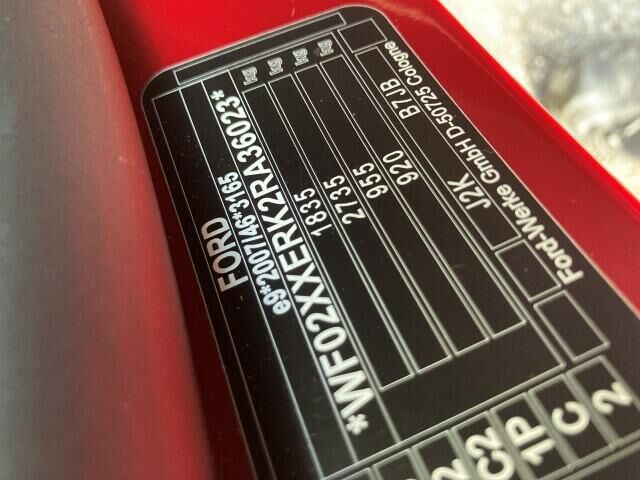 FORD
e9*2007/46*3165
*WF02XXERK2RA36023*
1835 kg
2735 kg
955 kg
920 kg
B7JB
J2K
Ford-Werke GmbH D-50725 Cologne
2
C2
1P
C
2